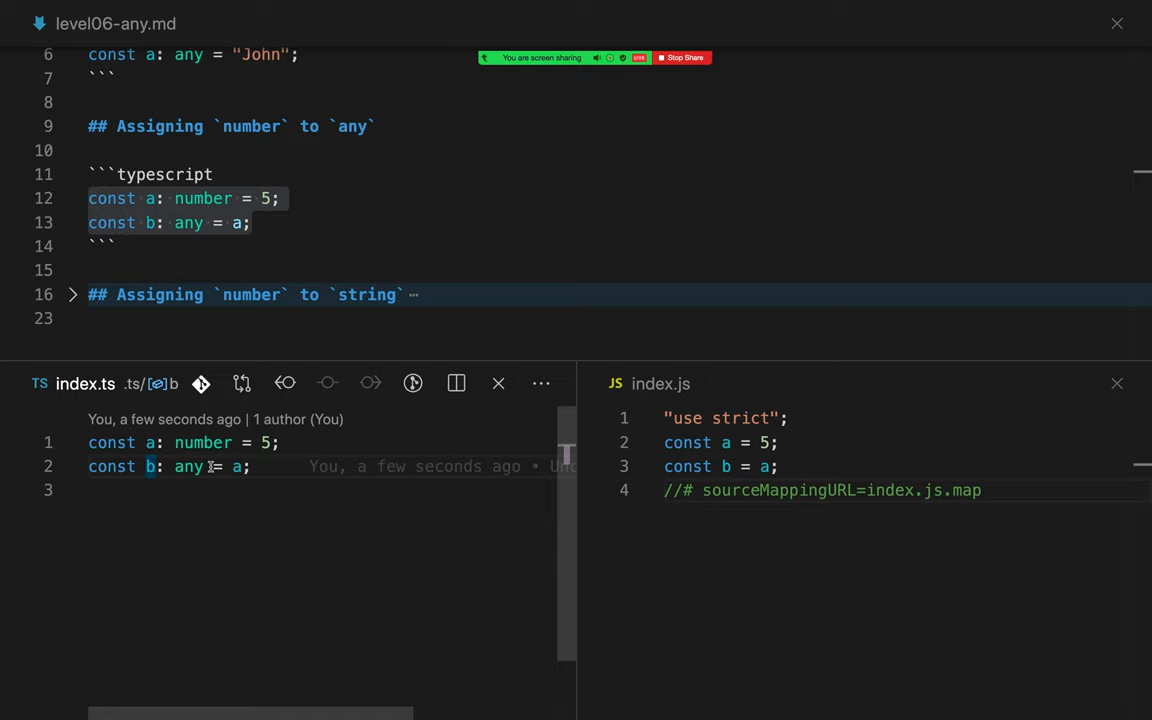 level06-any.md
6 const a: any = "John";
You are screen sharing LIVE Stop Share
7 ```
8
9 ## Assigning `number` to `any`
10
11 ```typescript
12 const a: number = 5;
13 const b: any = a;
14 ```
15
16 ## Assigning `number` to `string` ⋯
23
TS index.ts .ts/ b
You, a few seconds ago | 1 author (You)
1 const a: number = 5;
2 const b: any = a; You, a few seconds ago •
3
JS index.js
1 "use strict";
2 const a = 5;
3 const b = a;
4 //# sourceMappingURL=index.js.map